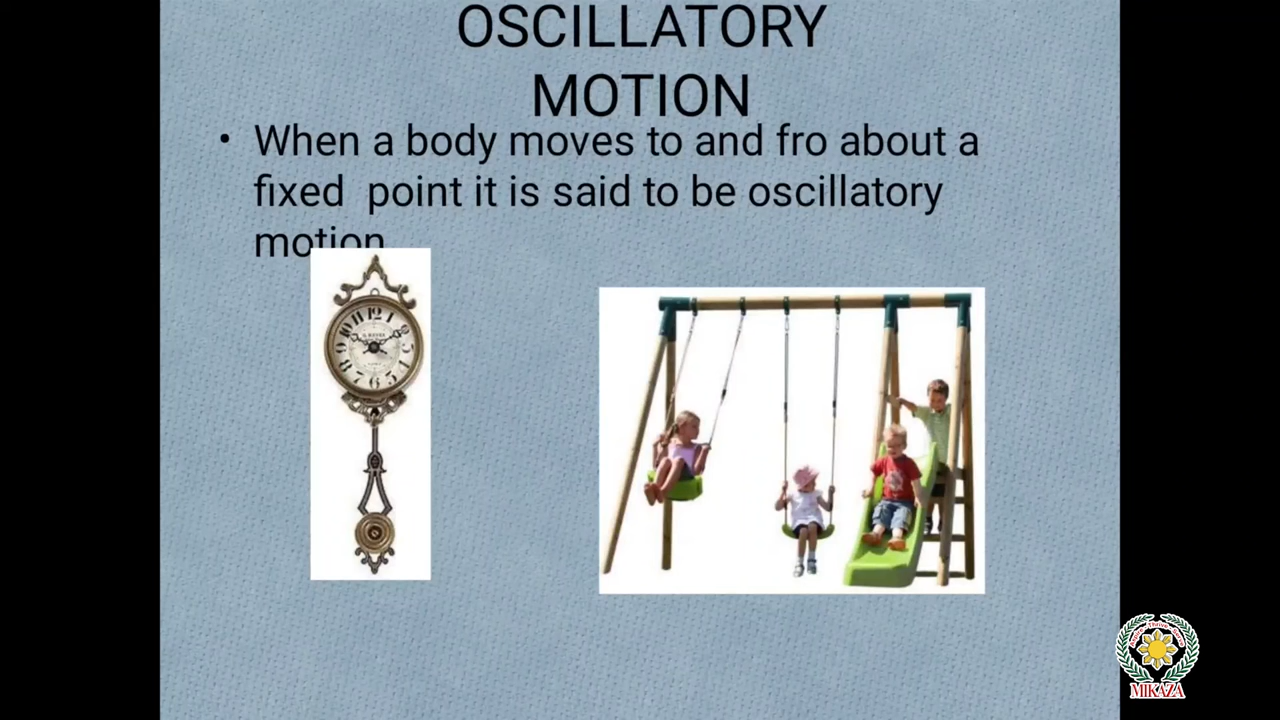 OSCILLATORY
MOTION
• When a body moves to and fro about a
fixed point it is said to be oscillatory
motion
12
MIKAZA